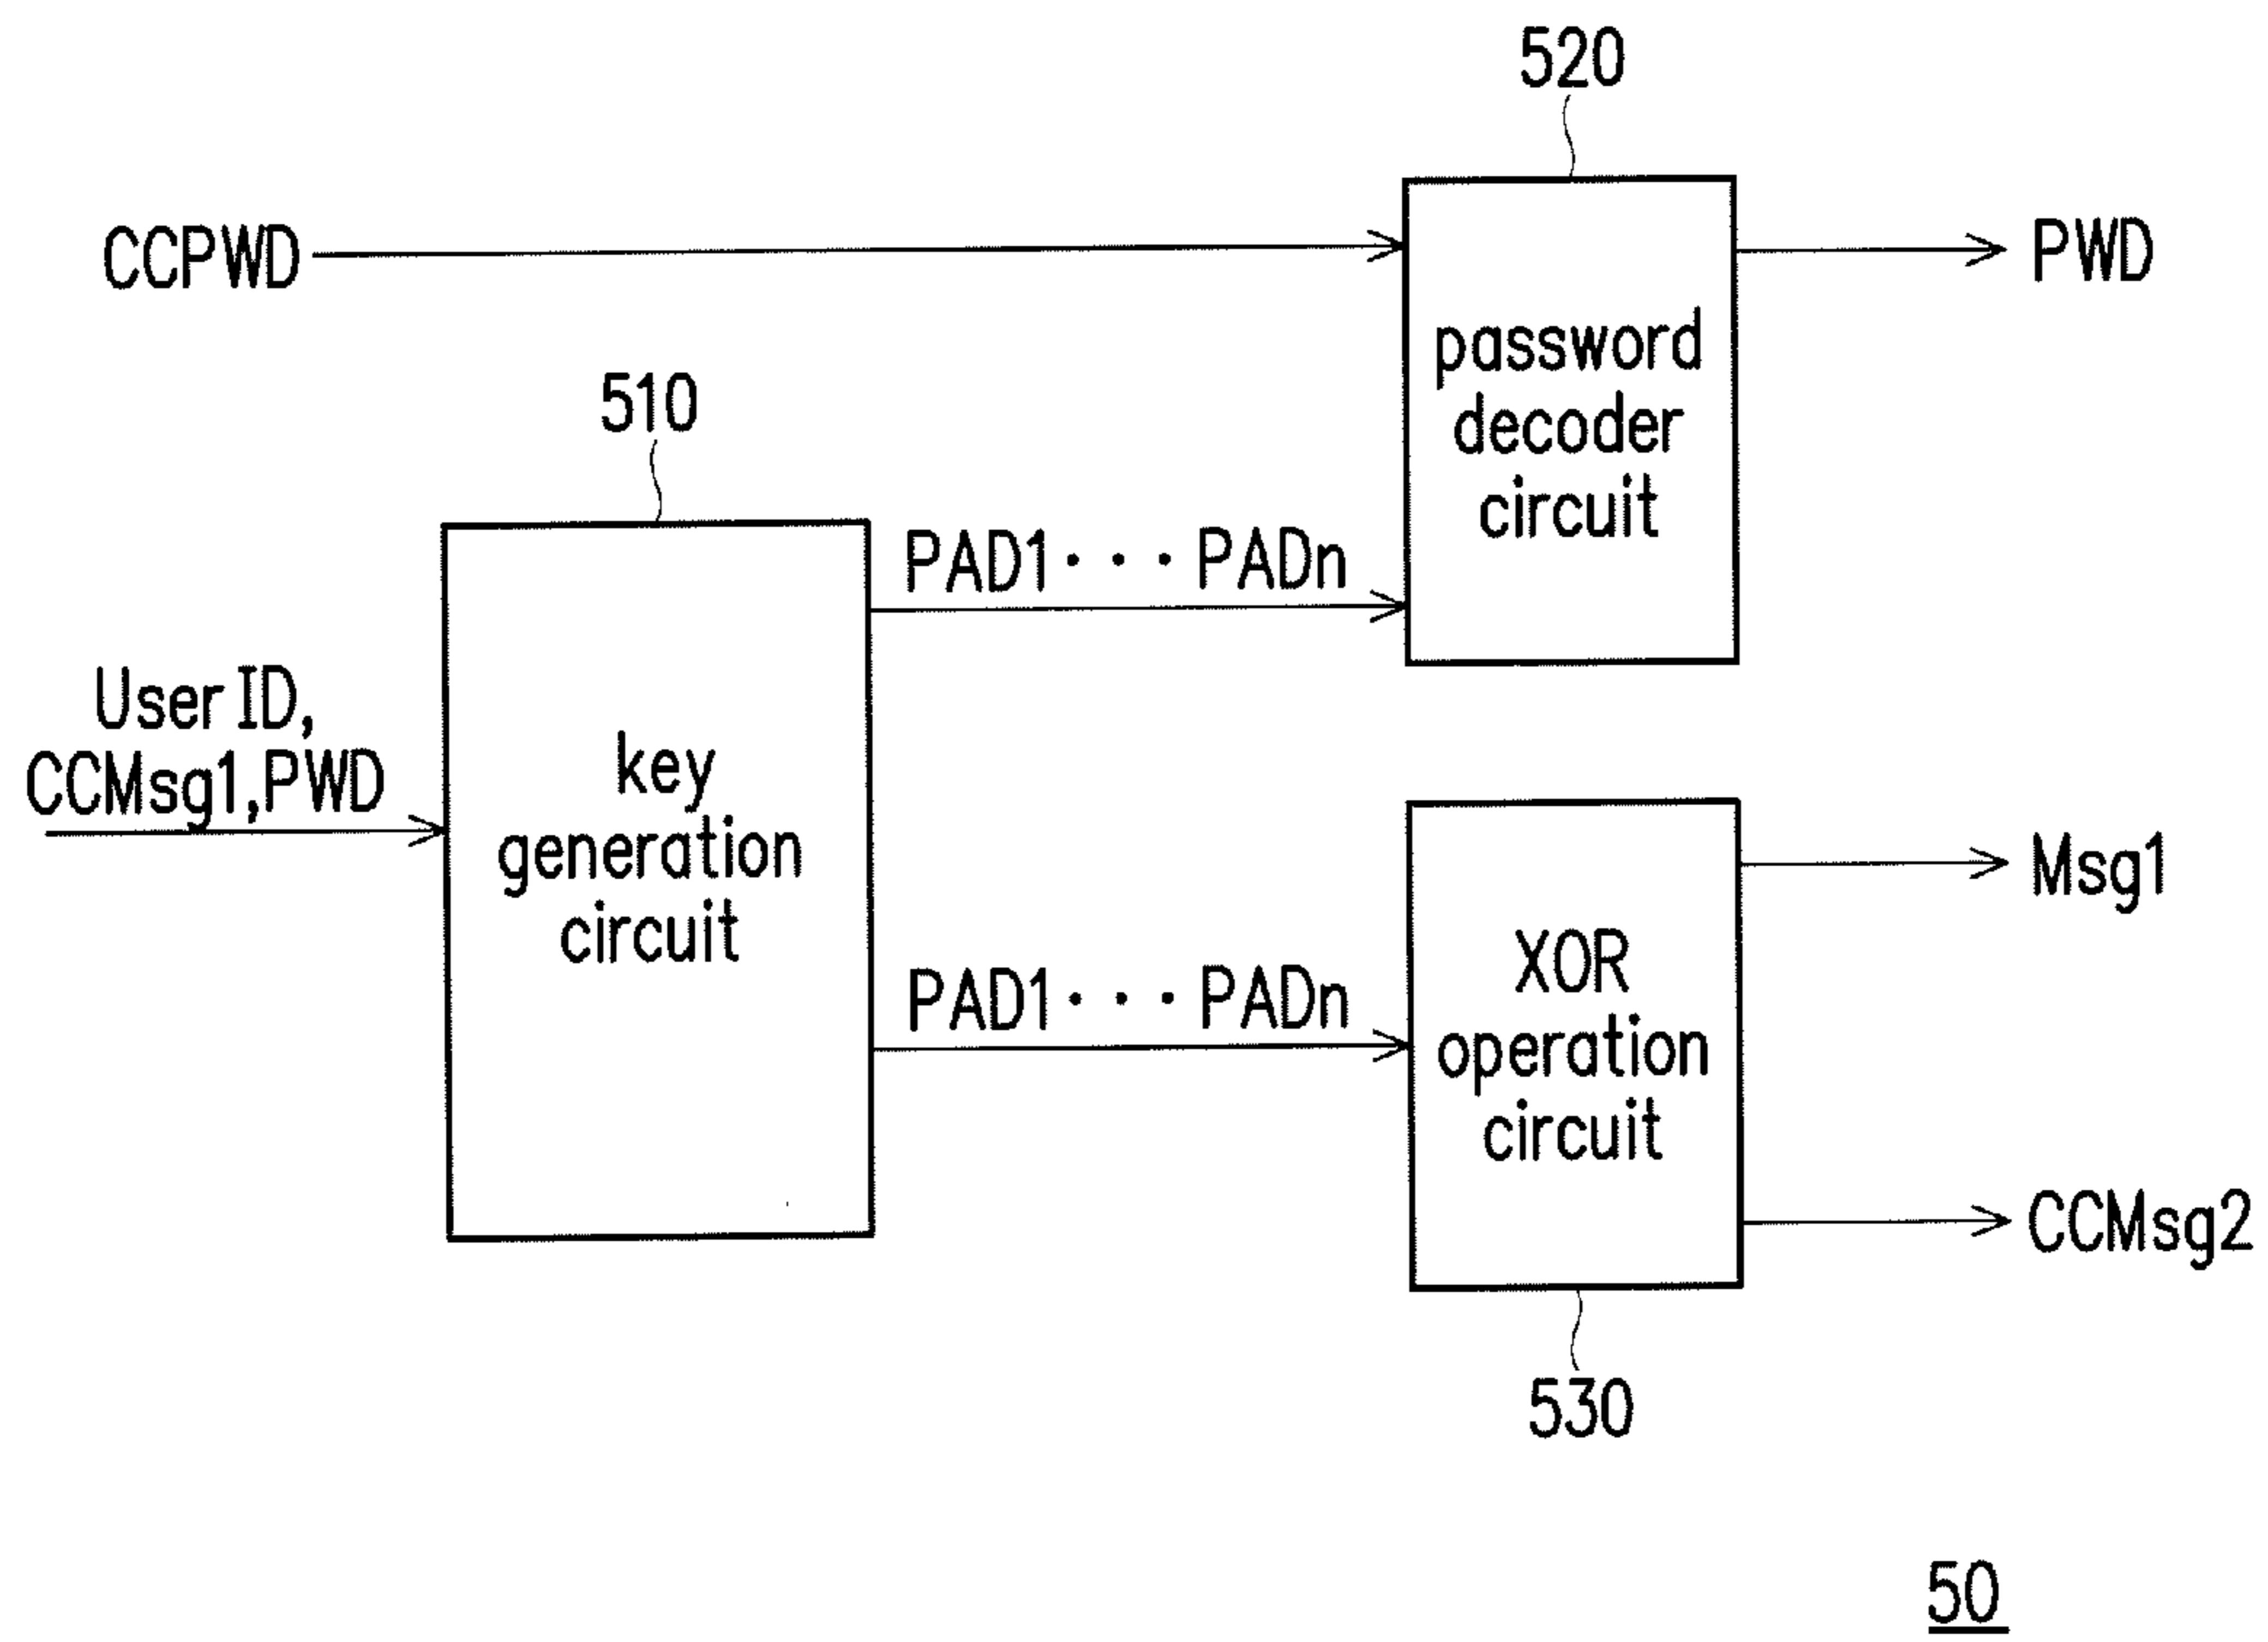 520
CCPWD
PWD
password
decoder
circuit
510
PAD1・・・PADn
User ID,
CCMsg1,PWD
key
generation
circuit
Msg1
XOR
operation
circuit
PAD1・・・PADn
CCMsg2
530
50